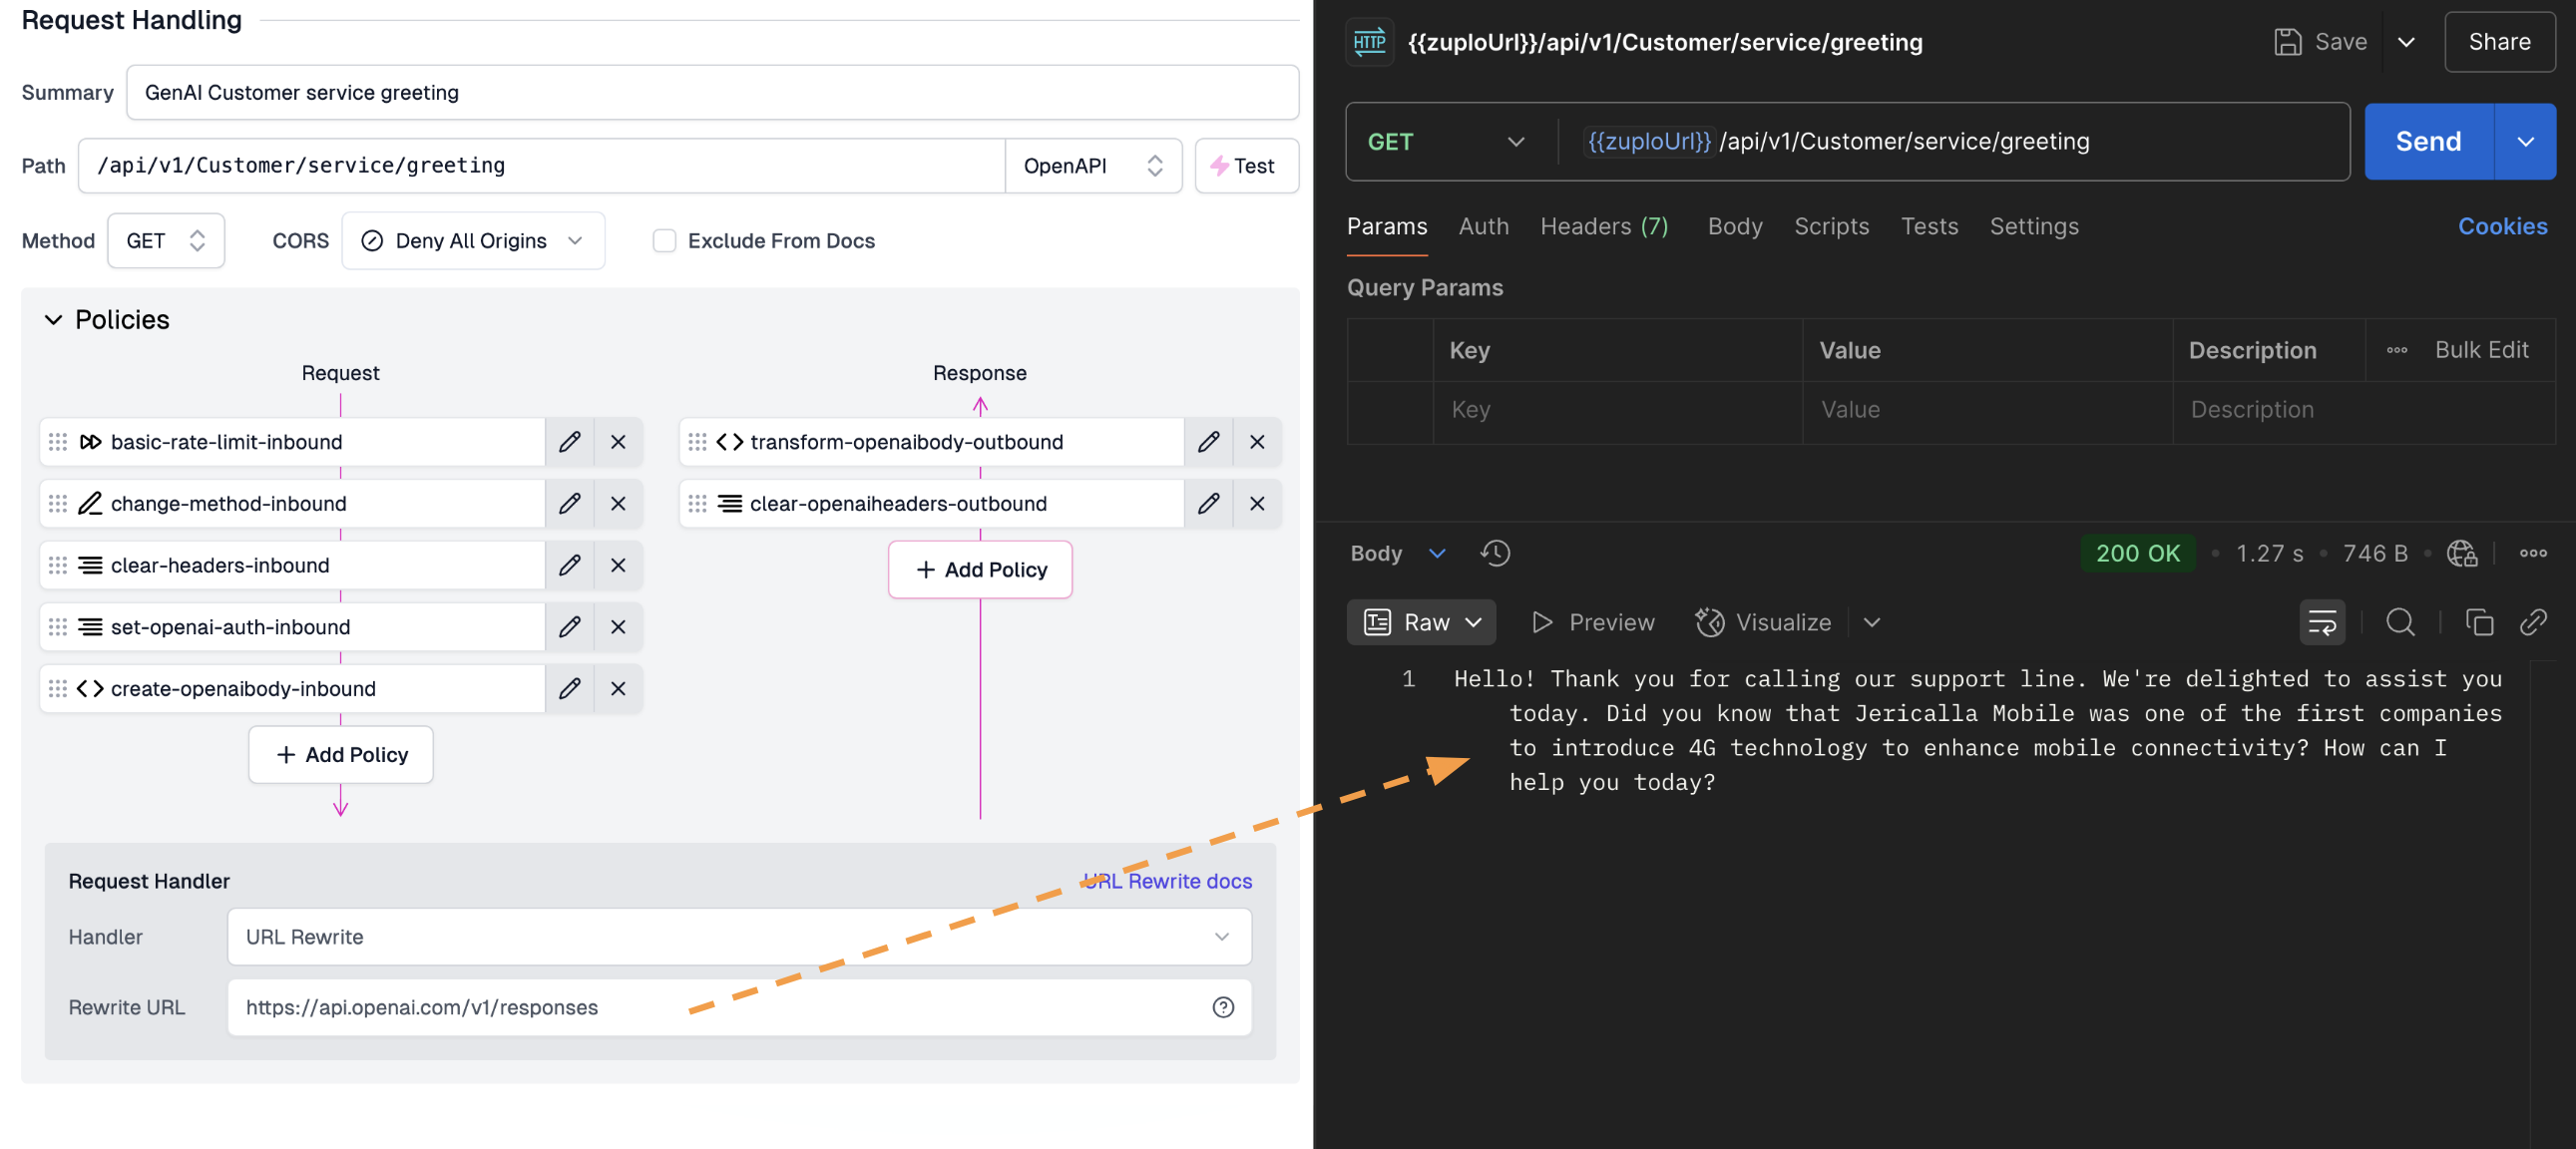 Request Handling
Summary GenAI Customer service greeting
Path /api/v1/Customer/service/greeting OpenAPI Test
Method GET CORS Deny All Origins Exclude From Docs
Policies
Request
basic-rate-limit-inbound
change-method-inbound
clear-headers-inbound
set-openai-auth-inbound
create-openaibody-inbound
Add Policy
Response
transform-openaibody-outbound
clear-openaiheaders-outbound
Add Policy
Request Handler URL Rewrite docs
Handler URL Rewrite
Rewrite URL https://api.openai.com/v1/responses
HTTP {{zuploUrl}}/api/v1/Customer/service/greeting Save Share
GET {{zuploUrl}} /api/v1/Customer/service/greeting Send
Params Auth Headers (7) Body Scripts Tests Settings Cookies
Query Params
Key Value Description Bulk Edit
Key Value Description
Body 200 OK 1.27 s 746 B
Raw Preview Visualize
1 Hello! Thank you for calling our support line. We're delighted to assist you
today. Did you know that Jericalla Mobile was one of the first companies
to introduce 4G technology to enhance mobile connectivity? How can I
help you today?